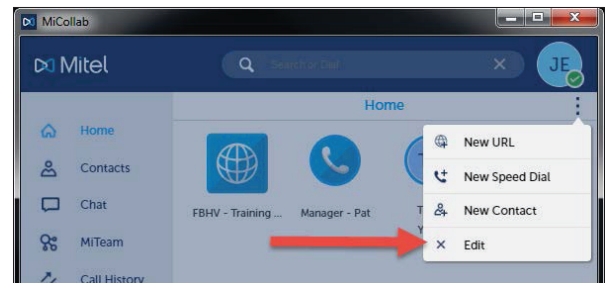 MiCollab
Mitel
Search or Dial
JE
Home
Home
New URL
Contacts
New Speed Dial
Chat
FBHV - Training ...
Manager - Pat
New Contact
MiTeam
Edit
Call History